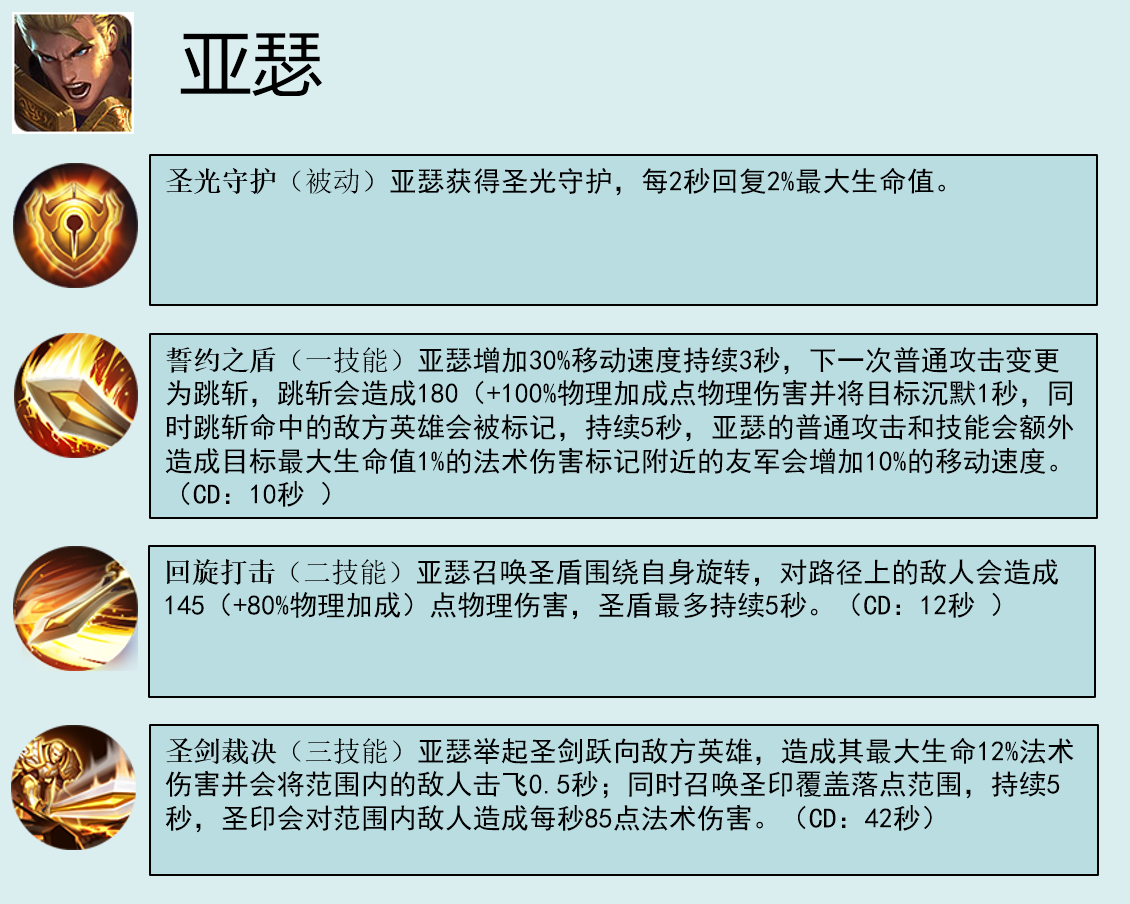 亚瑟
圣光守护（被动）亚瑟获得圣光守护，每2秒回复2%最大生命值。
誓约之盾（一技能）亚瑟增加30%移动速度持续3秒，下一次普通攻击变更
为跳斩，跳斩会造成180（+100%物理加成点物理伤害并将目标沉默1秒，同
时跳斩命中的敌方英雄会被标记，持续5秒，亚瑟的普通攻击和技能会额外
造成目标最大生命值1%的法术伤害标记附近的友军会增加10%的移动速度。
（CD：10秒 ）
回旋打击（二技能）亚瑟召唤圣盾围绕自身旋转，对路径上的敌人会造成
145（+80%物理加成）点物理伤害，圣盾最多持续5秒。（CD：12秒 ）
圣剑裁决（三技能）亚瑟举起圣剑跃向敌方英雄，造成其最大生命12%法术
伤害并会将范围内的敌人击飞0.5秒；同时召唤圣印覆盖落点范围，持续5
秒，圣印会对范围内敌人造成每秒85点法术伤害。（CD：42秒）